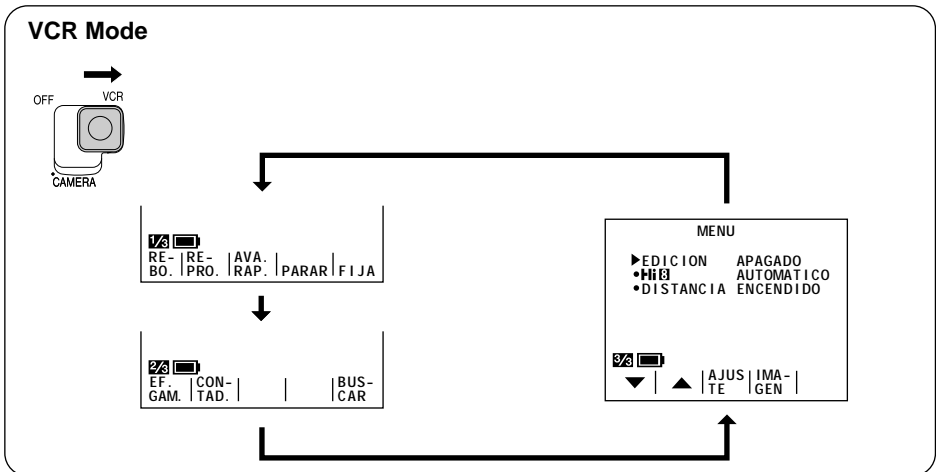 VCR Mode
OFF
VCR
CAMERA
1/3
RE- RE- AVA.
BO. PRO. RAP. PARAR FIJA
2/3
EF. CON- BUS-
GAM. TAD. CAR
MENU
▶EDICION APAGADO
•Hi8 AUTOMATICO
•DISTANCIA ENCENDIDO
3/3
▼ ▲ AJUS IMA-
TE GEN